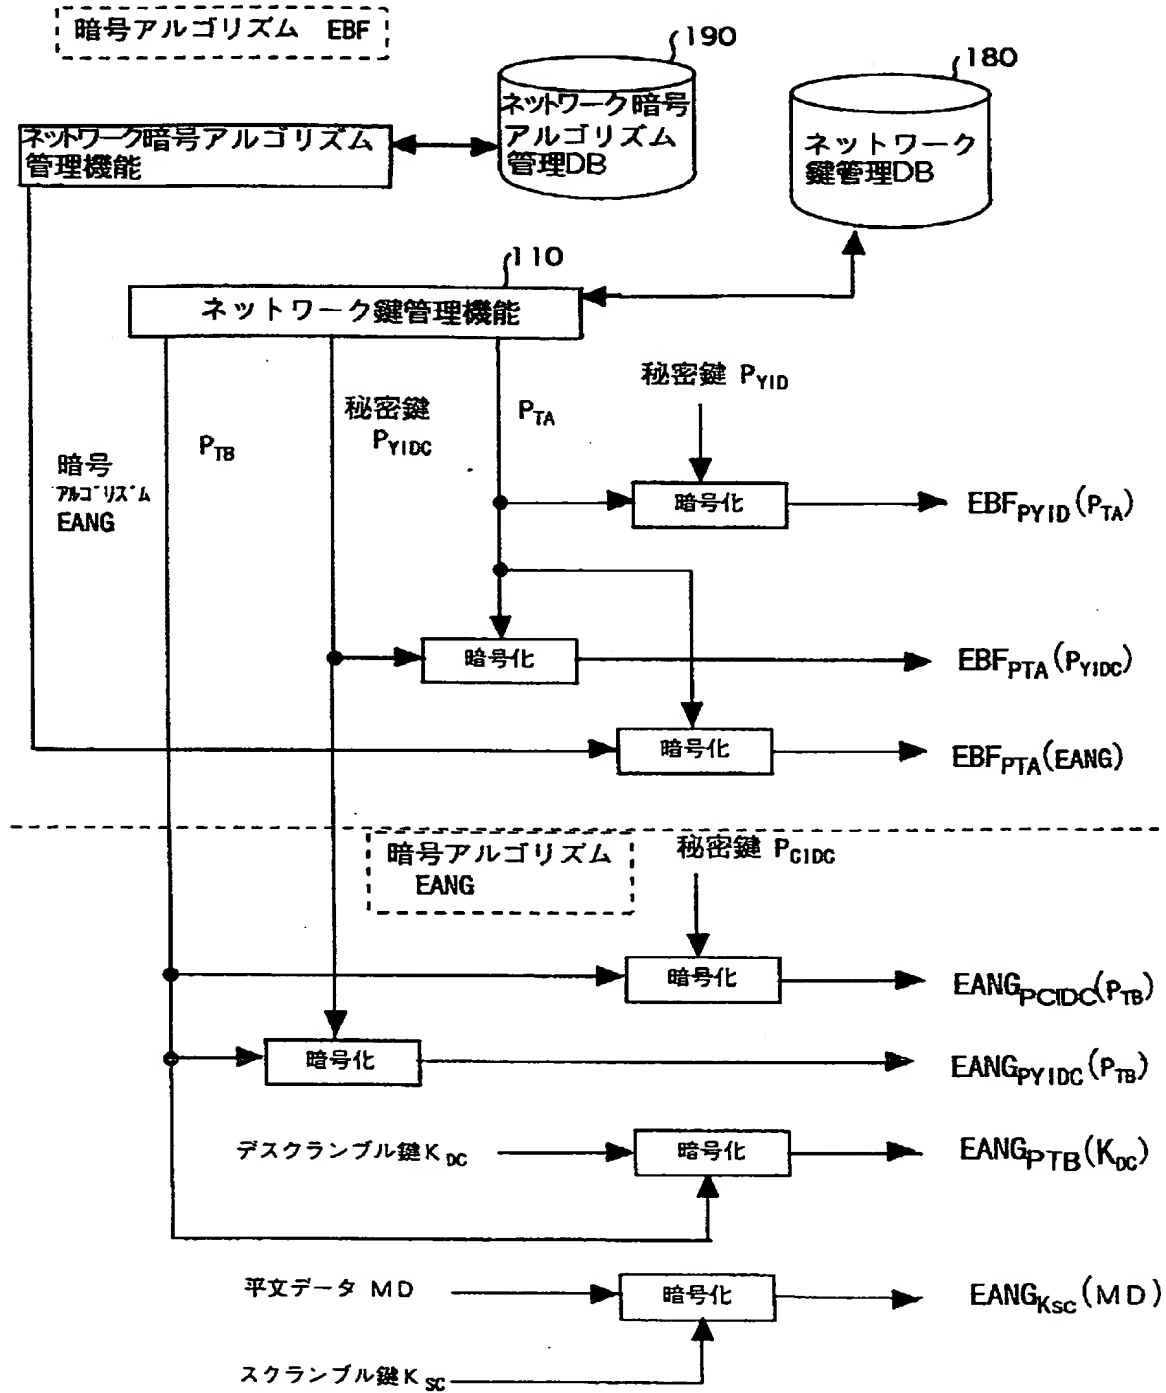 暗号アルゴリズム EBF
190
180
ネットワーク暗号
アルゴリズム
管理DB
ネットワーク
鍵管理DB
ネットワーク暗号アルゴリズム
管理機能
110
ネットワーク鍵管理機能
秘密鍵 PYID
秘密鍵
PYIDC
PTA
PTB
暗号
ｱﾙｺﾞﾘｽﾞﾑ
EANG
暗号化
EBFPYID(PTA)
暗号化
EBFPTA(PYIDC)
暗号化
EBFPTA(EANG)
暗号アルゴリズム
EANG
秘密鍵 PCIDC
暗号化
EANGPCIDC(PTB)
暗号化
EANGPYIDC(PTB)
デスクランブル鍵KDC
暗号化
EANGPTB(KDC)
平文データ MD
暗号化
EANGKsc(MD)
スクランブル鍵KSC